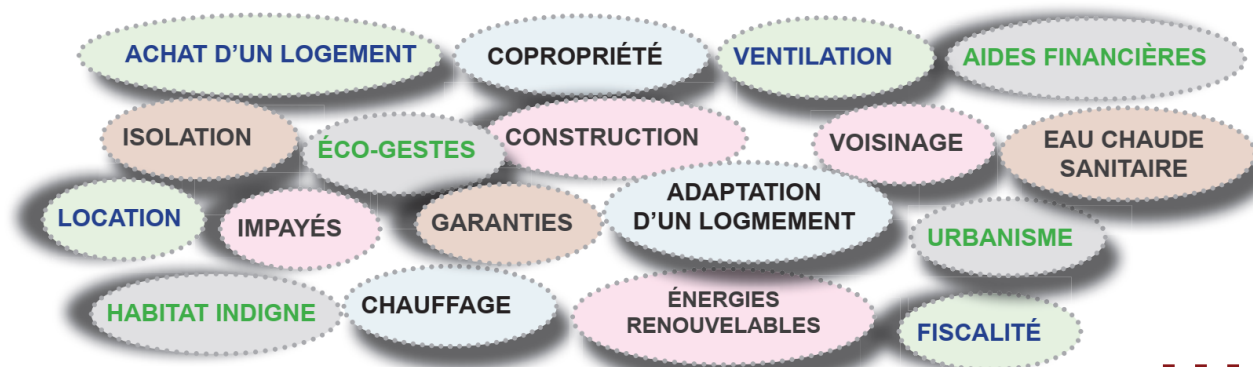 ACHAT D'UN LOGEMENT
COPROPRIÉTÉ
VENTILATION
AIDES FINANCIÈRES
ISOLATION
ÉCO-GESTES
CONSTRUCTION
VOISINAGE
EAU CHAUDE
SANITAIRE
LOCATION
IMPAYÉS
GARANTIES
ADAPTATION
D'UN LOGMEMENT
URBANISME
HABITAT INDIGNE
CHAUFFAGE
ÉNERGIES
RENOUVELABLES
FISCALITÉ